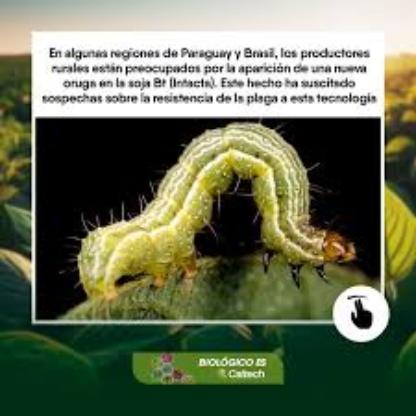 En algunas regiones de Paraguay y Brasil, los productores
rurales están preocupados por la aparición de una nueva
oruga en la soja Bt (Intacta). Este hecho ha suscitado
sospechas sobre la resistencia de la plaga a esta tecnología
BIOLÓGICO ES
Caltech